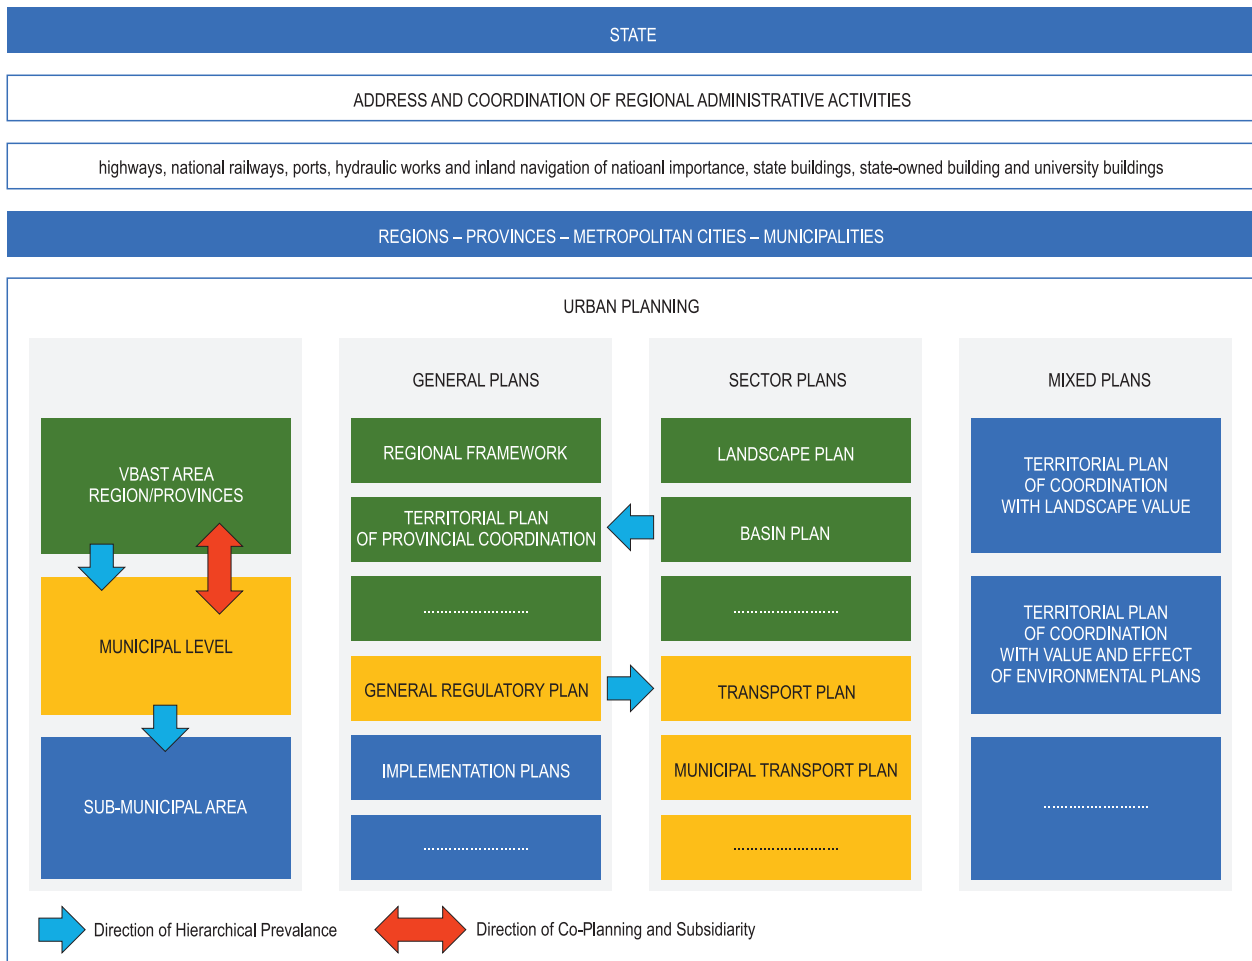 STATE
ADDRESS AND COORDINATION OF REGIONAL ADMINISTRATIVE ACTIVITIES
highways, national railways, ports, hydraulic works and inland navigation of natioanl importance, state buildings, state-owned building and university buildings
REGIONS – PROVINCES – METROPOLITAN CITIES – MUNICIPALITIES
URBAN PLANNING
VBAST AREA
REGION/PROVINCES
MUNICIPAL LEVEL
SUB-MUNICIPAL AREA
GENERAL PLANS
REGIONAL FRAMEWORK
TERRITORIAL PLAN
OF PROVINCIAL COORDINATION
........................
GENERAL REGULATORY PLAN
IMPLEMENTATION PLANS
........................
SECTOR PLANS
LANDSCAPE PLAN
BASIN PLAN
........................
TRANSPORT PLAN
MUNICIPAL TRANSPORT PLAN
........................
MIXED PLANS
TERRITORIAL PLAN
OF COORDINATION
WITH LANDSCAPE VALUE
TERRITORIAL PLAN
OF COORDINATION
WITH VALUE AND EFFECT
OF ENVIRONMENTAL PLANS
........................
Direction of Hierarchical Prevalance
Direction of Co-Planning and Subsidiarity